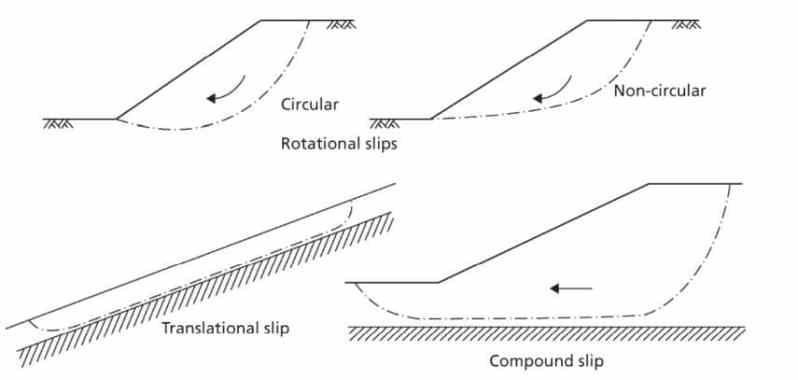 Circular
Non-circular
Rotational slips
Translational slip
Compound slip